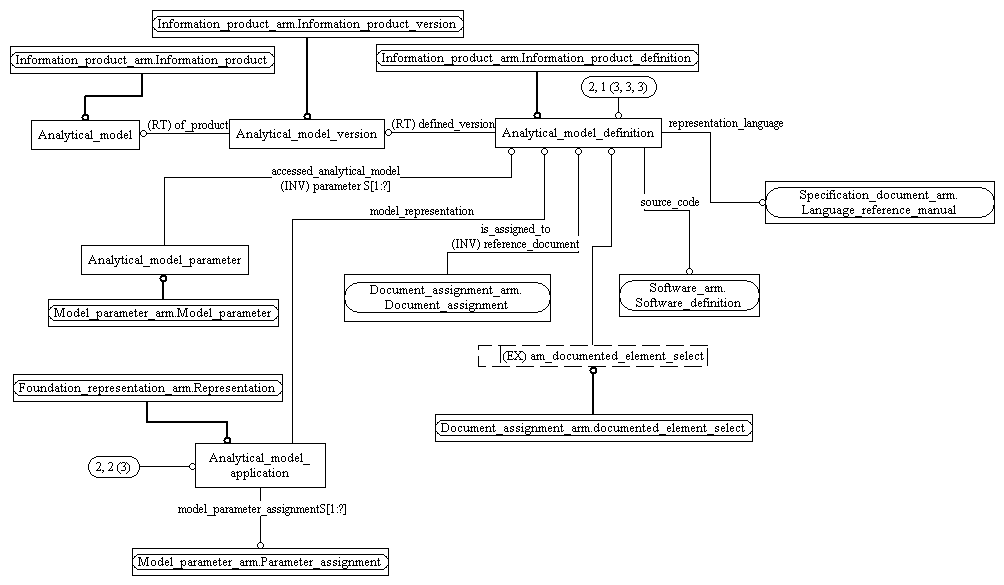 Information_product_arm.Information_product_version
Information_product_arm.Information_product
Information_product_arm.Information_product_definition
2, 1 (3, 3, 3)
Analytical_model
(RT) of_product
Analytical_model_version
(RT) defined_version
Analytical_model_definition
representation_language
accessed_analytical_model
(INV) parameter S[1:?]
Specification_document_arm.
Language_reference_manual
model_representation
source_code
is_assigned_to
(INV) reference_document
Analytical_model_parameter
Document_assignment_arm.
Document_assignment
Software_arm.
Software_definition
Model_parameter_arm.Model_parameter
(EX) am_documented_element_select
Foundation_representation_arm.Representation
Document_assignment_arm.documented_element_select
2, 2 (3)
Analytical_model_
application
model_parameter_assignmentS[1:?]
Model_parameter_arm.Parameter_assignment